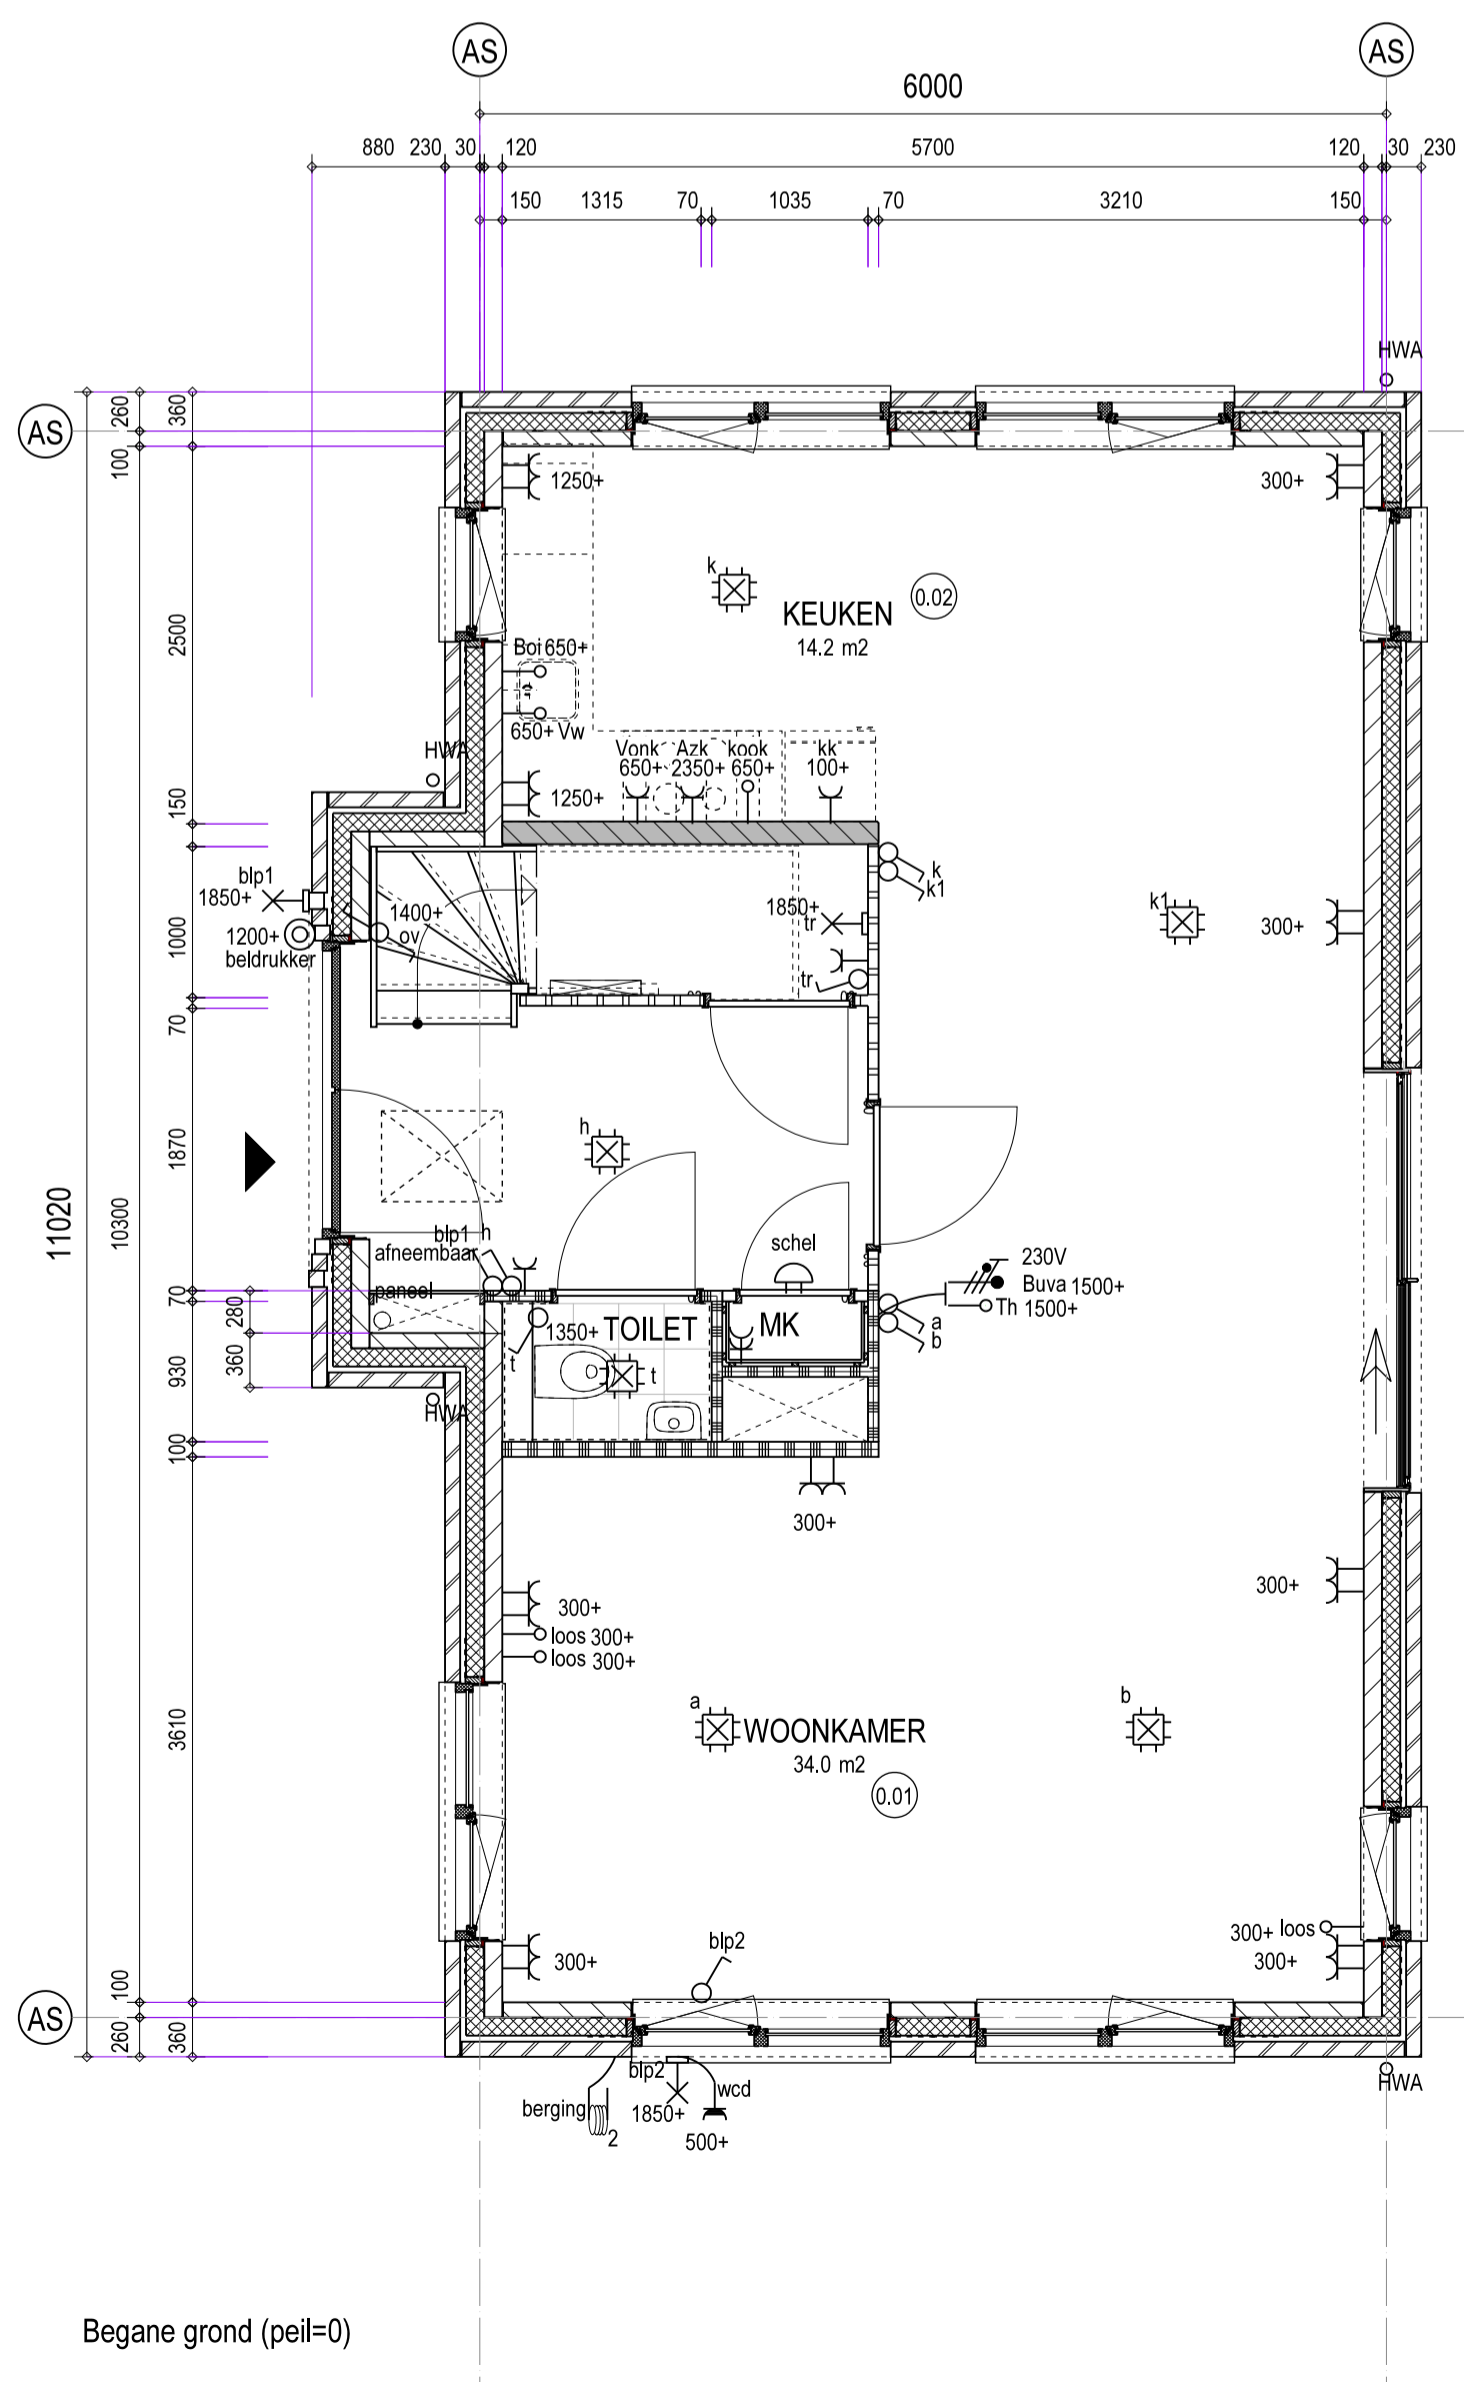 AS
AS
6000
880 230 30 120 5700 120 30 230
150 1315 70 1035 70 3210 150
HWA
AS
260
360
100
1250+
300+
k
KEUKEN
0.02
14.2 m2
2500
Boi 650+
650+ Vw
HWA
Vonk
650+
Azk
2350+
kook
650+
kk
100+
1250+
150
k
k1
blp1
1850+
1400+
ov
1850+
tr
k1
300+
1200+
beldrukker
1000
tr
70
h
1870
10300
11020
blp1 h
afneembaar
paneel
schel
230V
Buva 1500+
Th 1500+
70
280
a
b
1350+
TOILET
MK
t
t
360
930
HWA
100
300+
300+
300+
loos 300+
loos 300+
a
WOONKAMER
34.0 m2
0.01
b
3610
300+
blp2
300+ loos
300+
100
AS
260
360
blp2
berging
2
1850+
wcd
500+
HWA
Begane grond (peil=0)